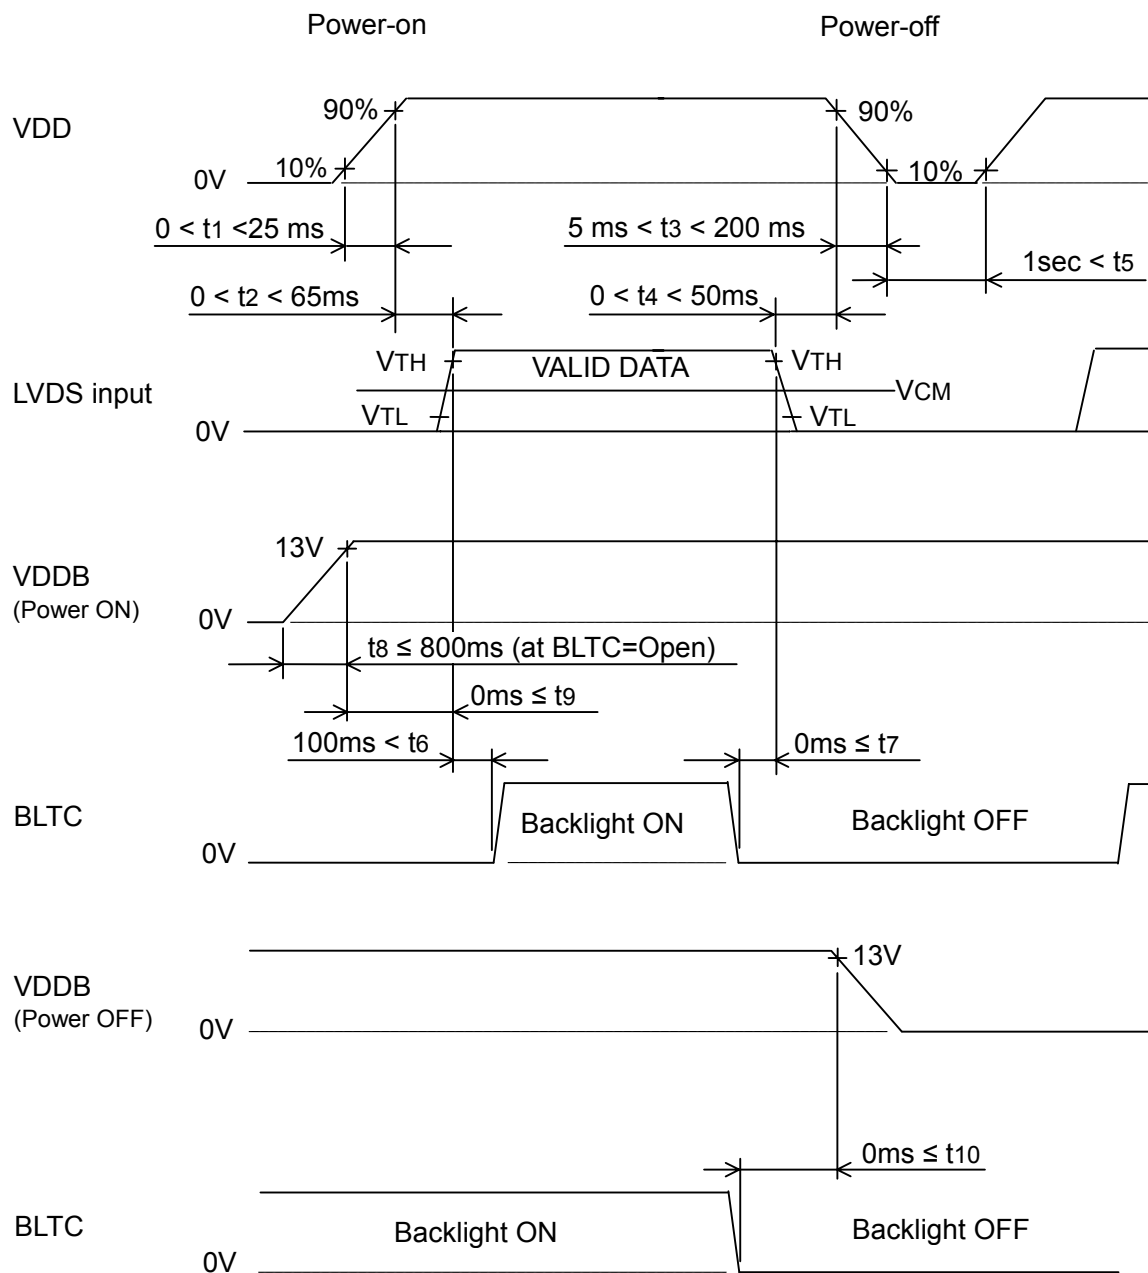 Power-on
Power-off
VDD
90%
90%
10%
10%
0V
0 < t1 <25 ms
5 ms < t3 < 200 ms
1sec < t5
0 < t2 < 65ms
0 < t4 < 50ms
LVDS input
VTH
VALID DATA
VTH
VCM
VTL
VTL
0V
VDDB
(Power ON)
13V
0V
t8 ≤ 800ms (at BLTC=Open)
0ms ≤ t9
100ms < t6
0ms ≤ t7
BLTC
Backlight ON
Backlight OFF
0V
VDDB
(Power OFF)
13V
0V
0ms ≤ t10
BLTC
Backlight ON
Backlight OFF
0V